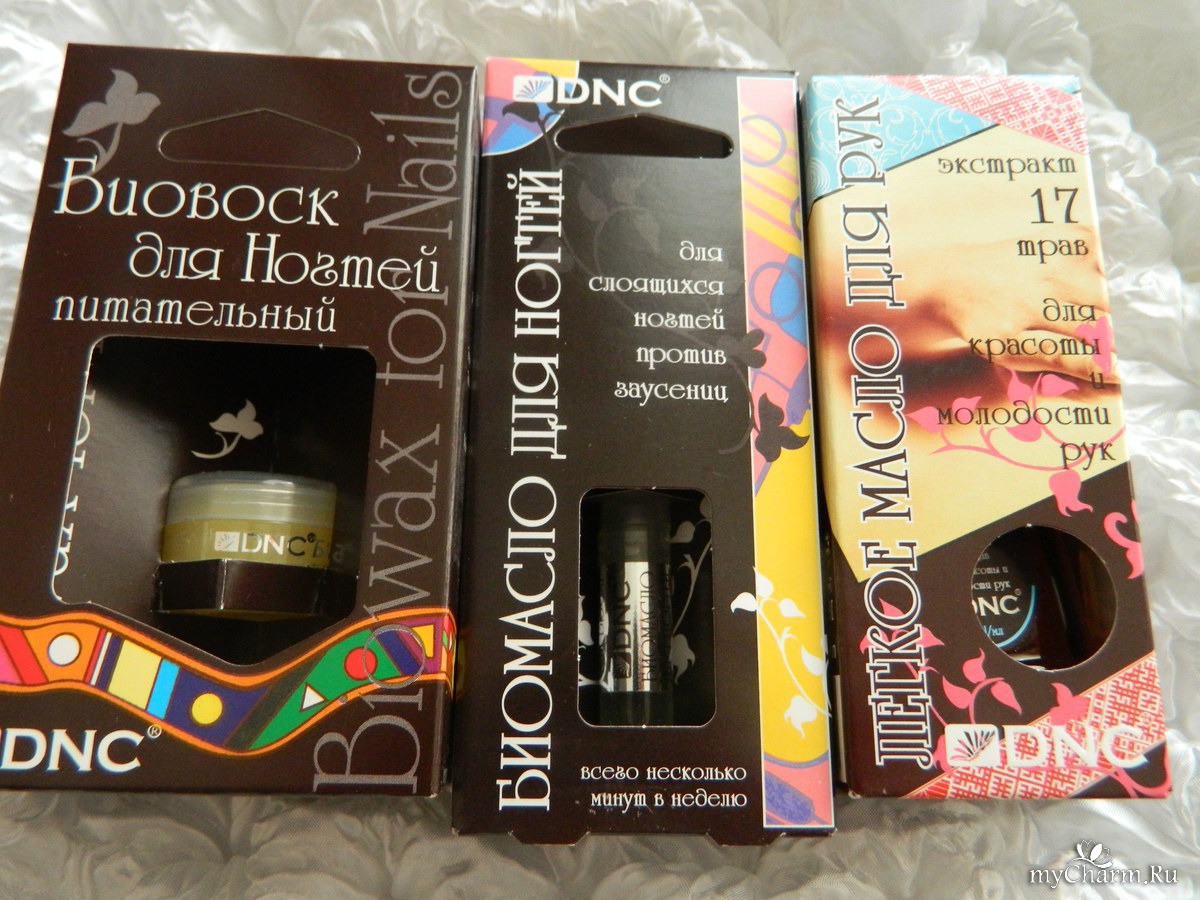 Биовоск
для Ногтей
питательный
Biowax for Nails
DNC®
DNC®
DNC®
БИОМАСЛО ДЛЯ НОГТЕЙ
для
слоящихся
ногтей
против
заусениц
DNC
БИОМАСЛО
всего несколько
минут в неделю
ЛЕГКОЕ МАСЛО ДЛЯ РУК
экстракт
17
трав
для
красоты
и
молодости
рук
DNC®
DNC®
myCharm.Ru